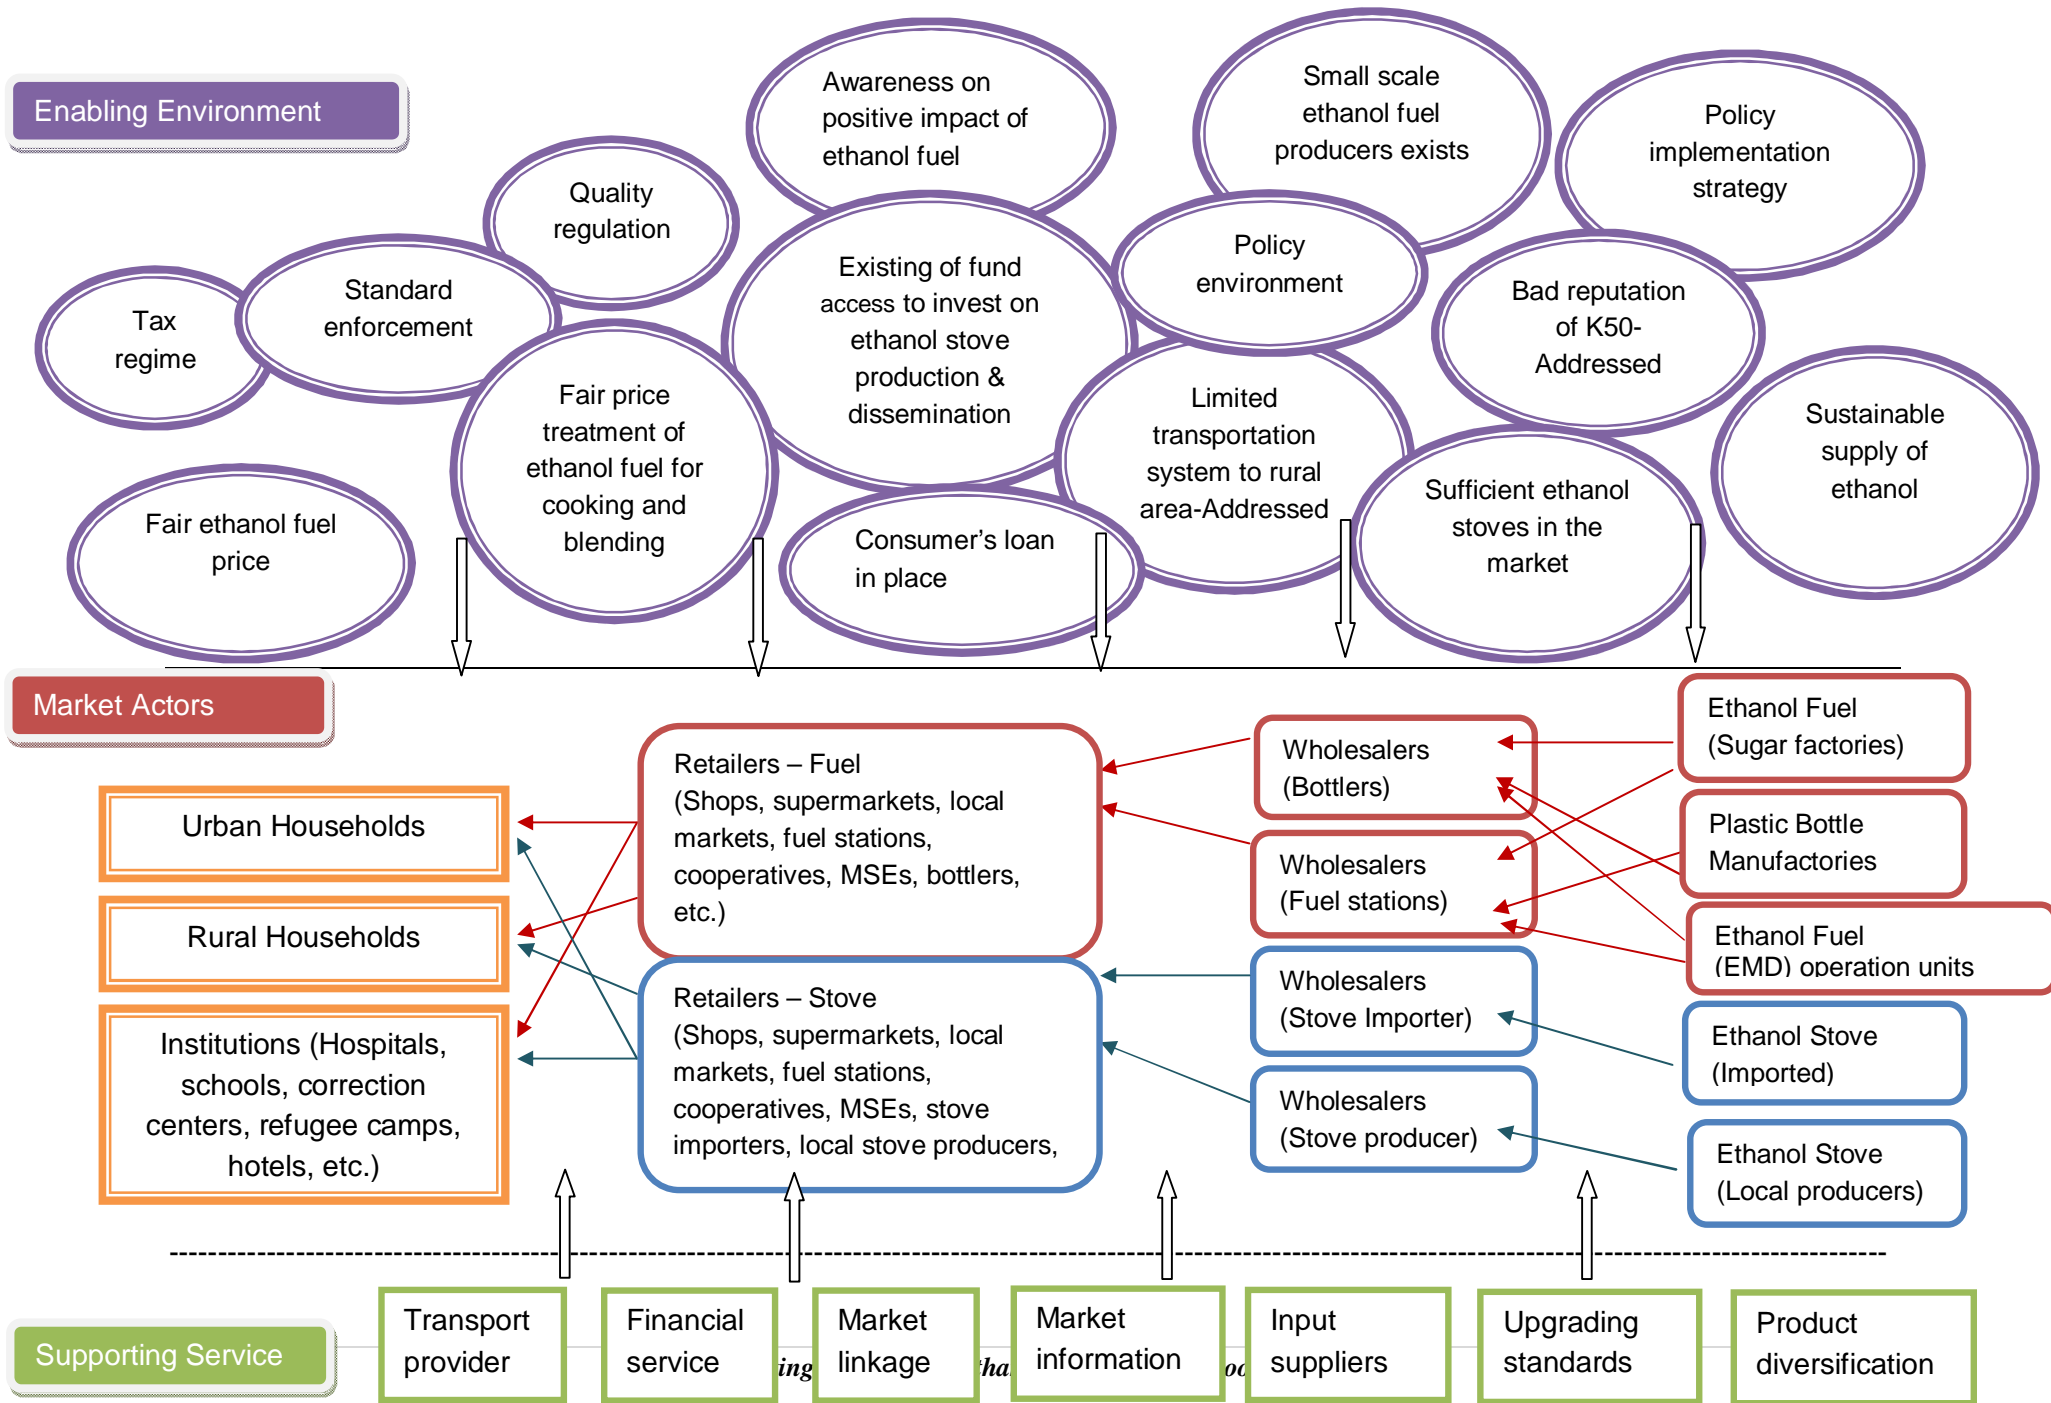 Enabling Environment
Awareness on
positive impact of
ethanol fuel
Small scale
ethanol fuel
producers exists
Policy
implementation
strategy
Quality
regulation
Existing of fund
access to invest on
ethanol stove
production &
dissemination
Policy
environment
Bad reputation
of K50-
Addressed
Tax
regime
Standard
enforcement
Fair price
treatment of
ethanol fuel for
cooking and
blending
Limited
transportation
system to rural
area-Addressed
Sustainable
supply of
ethanol
Fair ethanol fuel
price
Consumer’s loan
in place
Sufficient ethanol
stoves in the
market
Market Actors
Urban Households
Rural Households
Institutions (Hospitals,
schools, correction
centers, refugee camps,
hotels, etc.)
Retailers – Fuel
(Shops, supermarkets, local
markets, fuel stations,
cooperatives, MSEs, bottlers,
etc.)
Retailers – Stove
(Shops, supermarkets, local
markets, fuel stations,
cooperatives, MSEs, stove
importers, local stove producers,
Wholesalers
(Bottlers)
Wholesalers
(Fuel stations)
Wholesalers
(Stove Importer)
Wholesalers
(Stove producer)
Ethanol Fuel
(Sugar factories)
Plastic Bottle
Manufactories
Ethanol Fuel
(EMD) operation units
Ethanol Stove
(Imported)
Ethanol Stove
(Local producers)
Supporting Service
Transport
provider
Financial
service
Market
linkage
Market
information
Input
suppliers
Upgrading
standards
Product
diversification